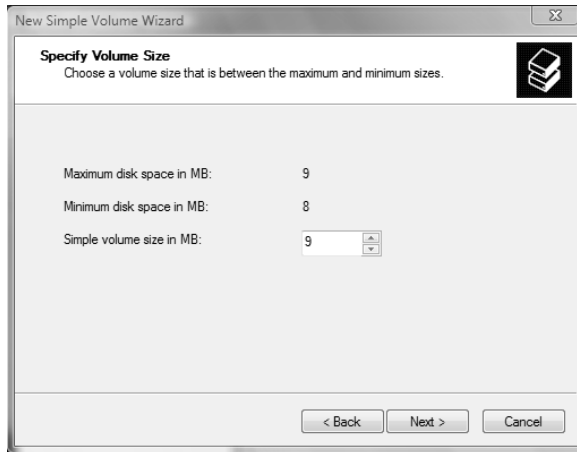 New Simple Volume Wizard
Specify Volume Size
Choose a volume size that is between the maximum and minimum sizes.
Maximum disk space in MB: 9
Minimum disk space in MB: 8
Simple volume size in MB: 9
< Back Next > Cancel